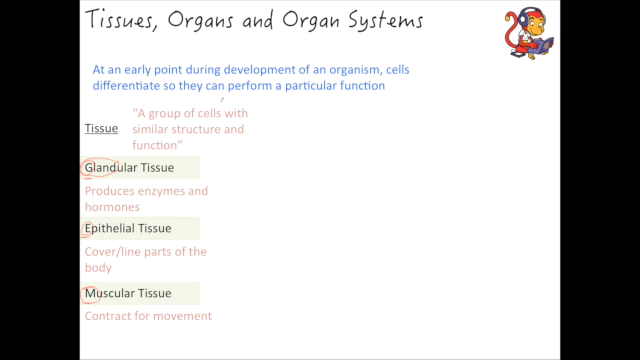 Tissues, Organs and Organ Systems
At an early point during development of an organism, cells
differentiate so they can perform a particular function
"A group of cells with
Tissue similar structure and
function"
Glandular Tissue
Produces enzymes and
hormones
Epithelial Tissue
Cover/line parts of the
body
Muscular Tissue
Contract for movement